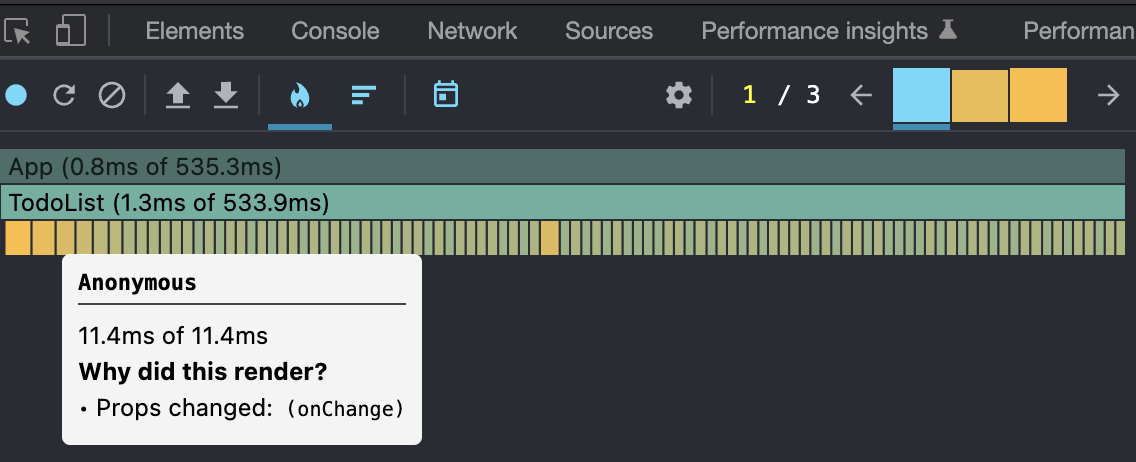 Elements Console Network Sources Performance insights Performan
1 / 3
App (0.8ms of 535.3ms)
TodoList (1.3ms of 533.9ms)
Anonymous
11.4ms of 11.4ms
Why did this render?
• Props changed: (onChange)